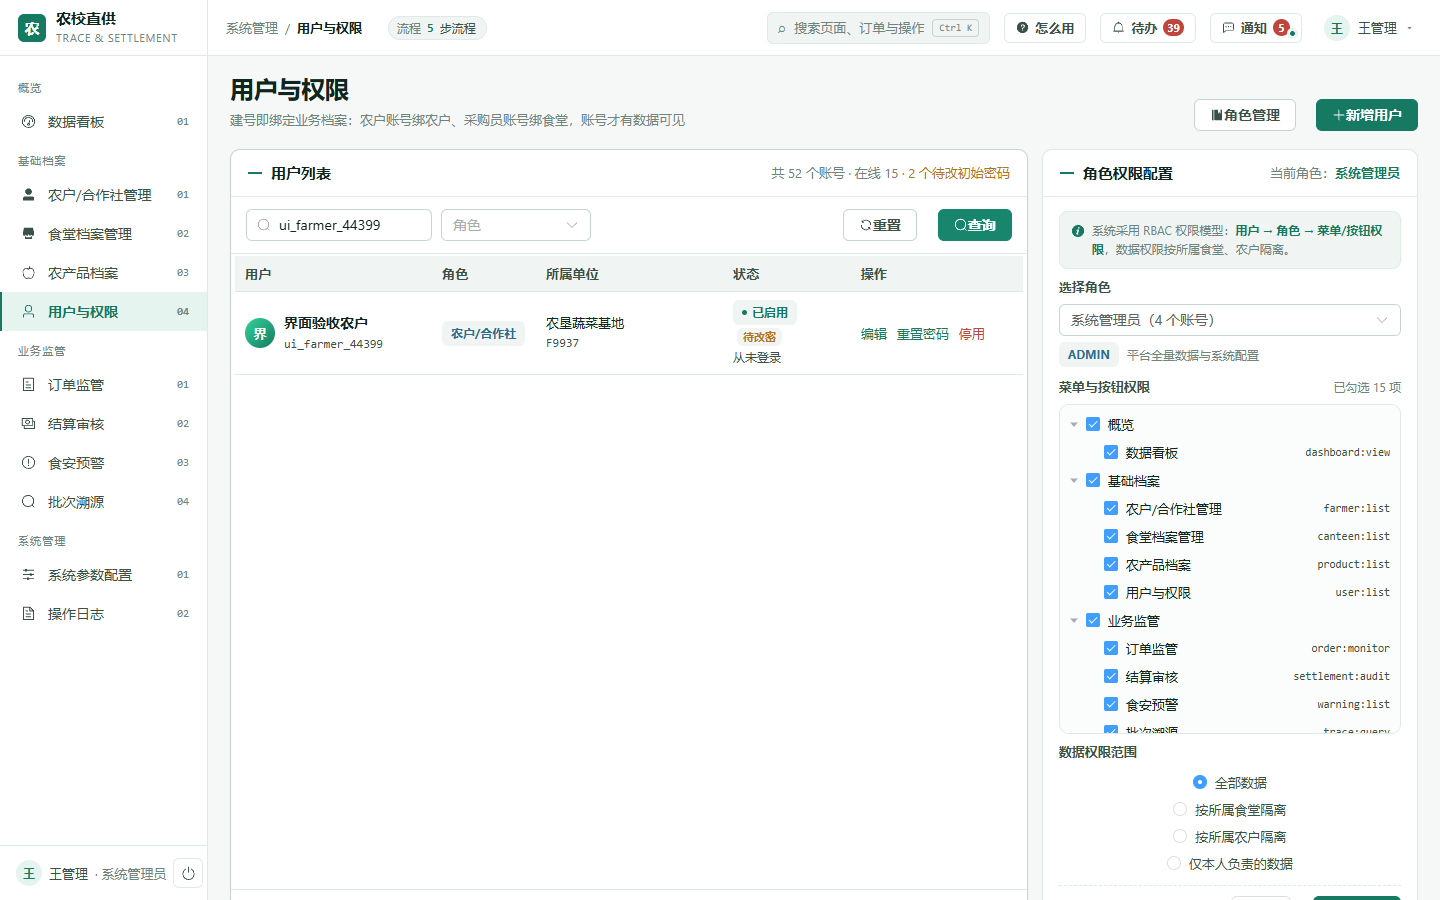 农
农校直供
TRACE & SETTLEMENT
概览
数据看板 01
基础档案
农户/合作社管理 01
食堂档案管理 02
农产品档案 03
用户与权限 04
业务监管
订单监管 01
结算审核 02
食安预警 03
批次溯源 04
系统管理
系统参数配置 01
操作日志 02
王 王管理 · 系统管理员
系统管理 / 用户与权限 流程 5 步流程
搜索页面、订单与操作 Ctrl K 怎么用 待办 39 通知 5 王 王管理
用户与权限
建号即绑定业务档案：农户账号绑农户、采购员账号绑食堂，账号才有数据可见
角色管理 新增用户
用户列表 共 52 个账号 · 在线 15 · 2 个待改初始密码
ui_farmer_44399 角色 重置 查询
用户 角色 所属单位 状态 操作
界 界面验收农户
ui_farmer_44399
农户/合作社
农垦蔬菜基地
F9937
已启用
待改密
从未登录
编辑 重置密码 停用
角色权限配置 当前角色：系统管理员
系统采用 RBAC 权限模型：用户 → 角色 → 菜单/按钮权
限，数据权限按所属食堂、农户隔离。
选择角色
系统管理员（4 个账号）
ADMIN 平台全量数据与系统配置
菜单与按钮权限 已勾选 15 项
概览
数据看板 dashboard:view
基础档案
农户/合作社管理 farmer:list
食堂档案管理 canteen:list
农产品档案 product:list
用户与权限 user:list
业务监管
订单监管 order:monitor
结算审核 settlement:audit
食安预警 warning:list
批次溯源 trace:query
数据权限范围
全部数据
按所属食堂隔离
按所属农户隔离
仅本人负责的数据